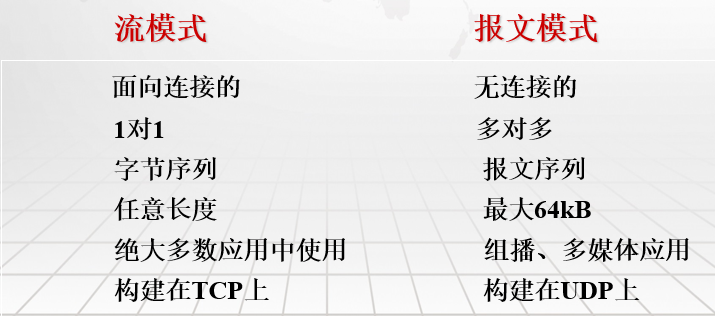 流模式 报文模式
面向连接的 无连接的
1对1 多对多
字节序列 报文序列
任意长度 最大64kB
绝大多数应用中使用 组播、多媒体应用
构建在TCP上 构建在UDP上